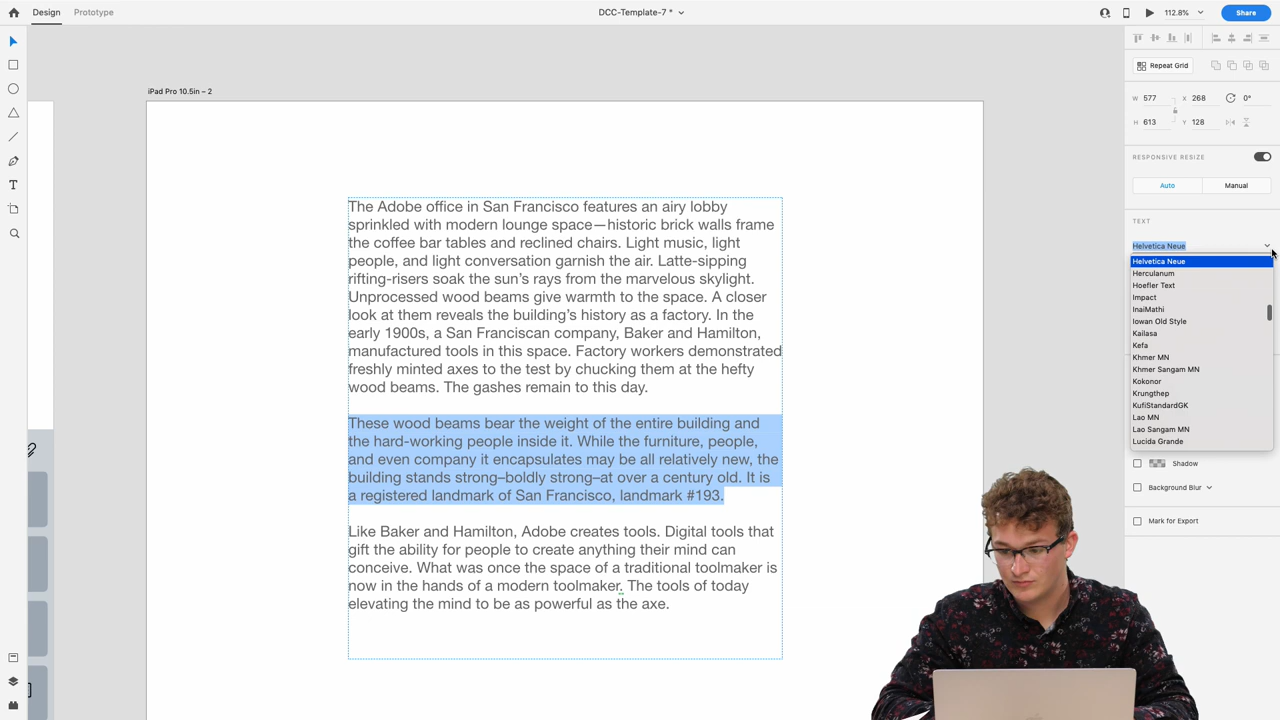 Design
Prototype
DCC-Template-7 *
112.8%
Share
Repeat Grid
W 577 X 268 0°
H 613 Y 128
RESPONSIVE RESIZE
Auto
Manual
TEXT
Helvetica Neue
Helvetica Neue
Herculanum
Hoefler Text
Impact
InaiMathi
Iowan Old Style
Kailasa
Kefa
Khmer MN
Khmer Sangam MN
Kokonor
Krungthep
KufiStandardGK
Lao MN
Lao Sangam MN
Lucida Grande
Shadow
Background Blur
Mark for Export
iPad Pro 10.5in – 2
The Adobe office in San Francisco features an airy lobby
sprinkled with modern lounge space—historic brick walls frame
the coffee bar tables and reclined chairs. Light music, light
people, and light conversation garnish the air. Latte-sipping
rifting-risers soak the sun’s rays from the marvelous skylight.
Unprocessed wood beams give warmth to the space. A closer
look at them reveals the building’s history as a factory. In the
early 1900s, a San Franciscan company, Baker and Hamilton,
manufactured tools in this space. Factory workers demonstrated
freshly minted axes to the test by chucking them at the hefty
wood beams. The gashes remain to this day.
These wood beams bear the weight of the entire building and
the hard-working people inside it. While the furniture, people,
and even company it encapsulates may be all relatively new, the
building stands strong–boldly strong–at over a century old. It is
a registered landmark of San Francisco, landmark #193.
Like Baker and Hamilton, Adobe creates tools. Digital tools that
gift the ability for people to create anything their mind can
conceive. What was once the space of a traditional toolmaker is
now in the hands of a modern toolmaker. The tools of today
elevating the mind to be as powerful as the axe.